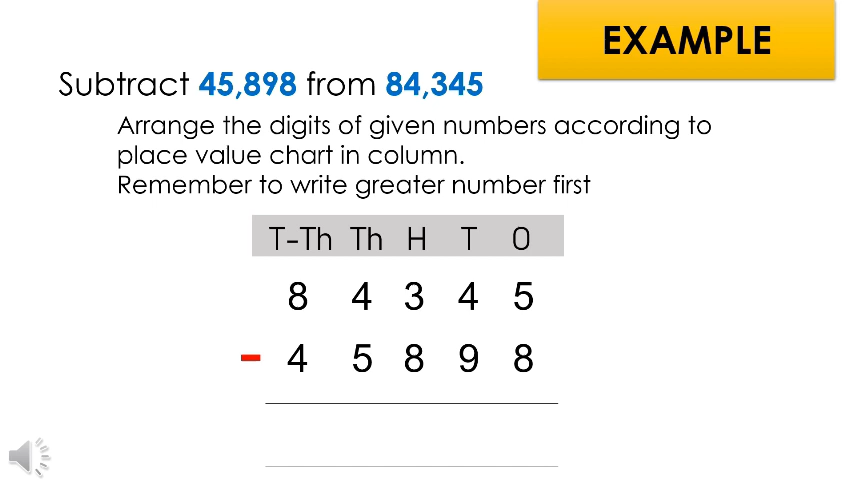 EXAMPLE
Subtract 45,898 from 84,345
Arrange the digits of given numbers according to
place value chart in column.
Remember to write greater number first
T-Th Th H T O
8 4 3 4 5
- 4 5 8 9 8